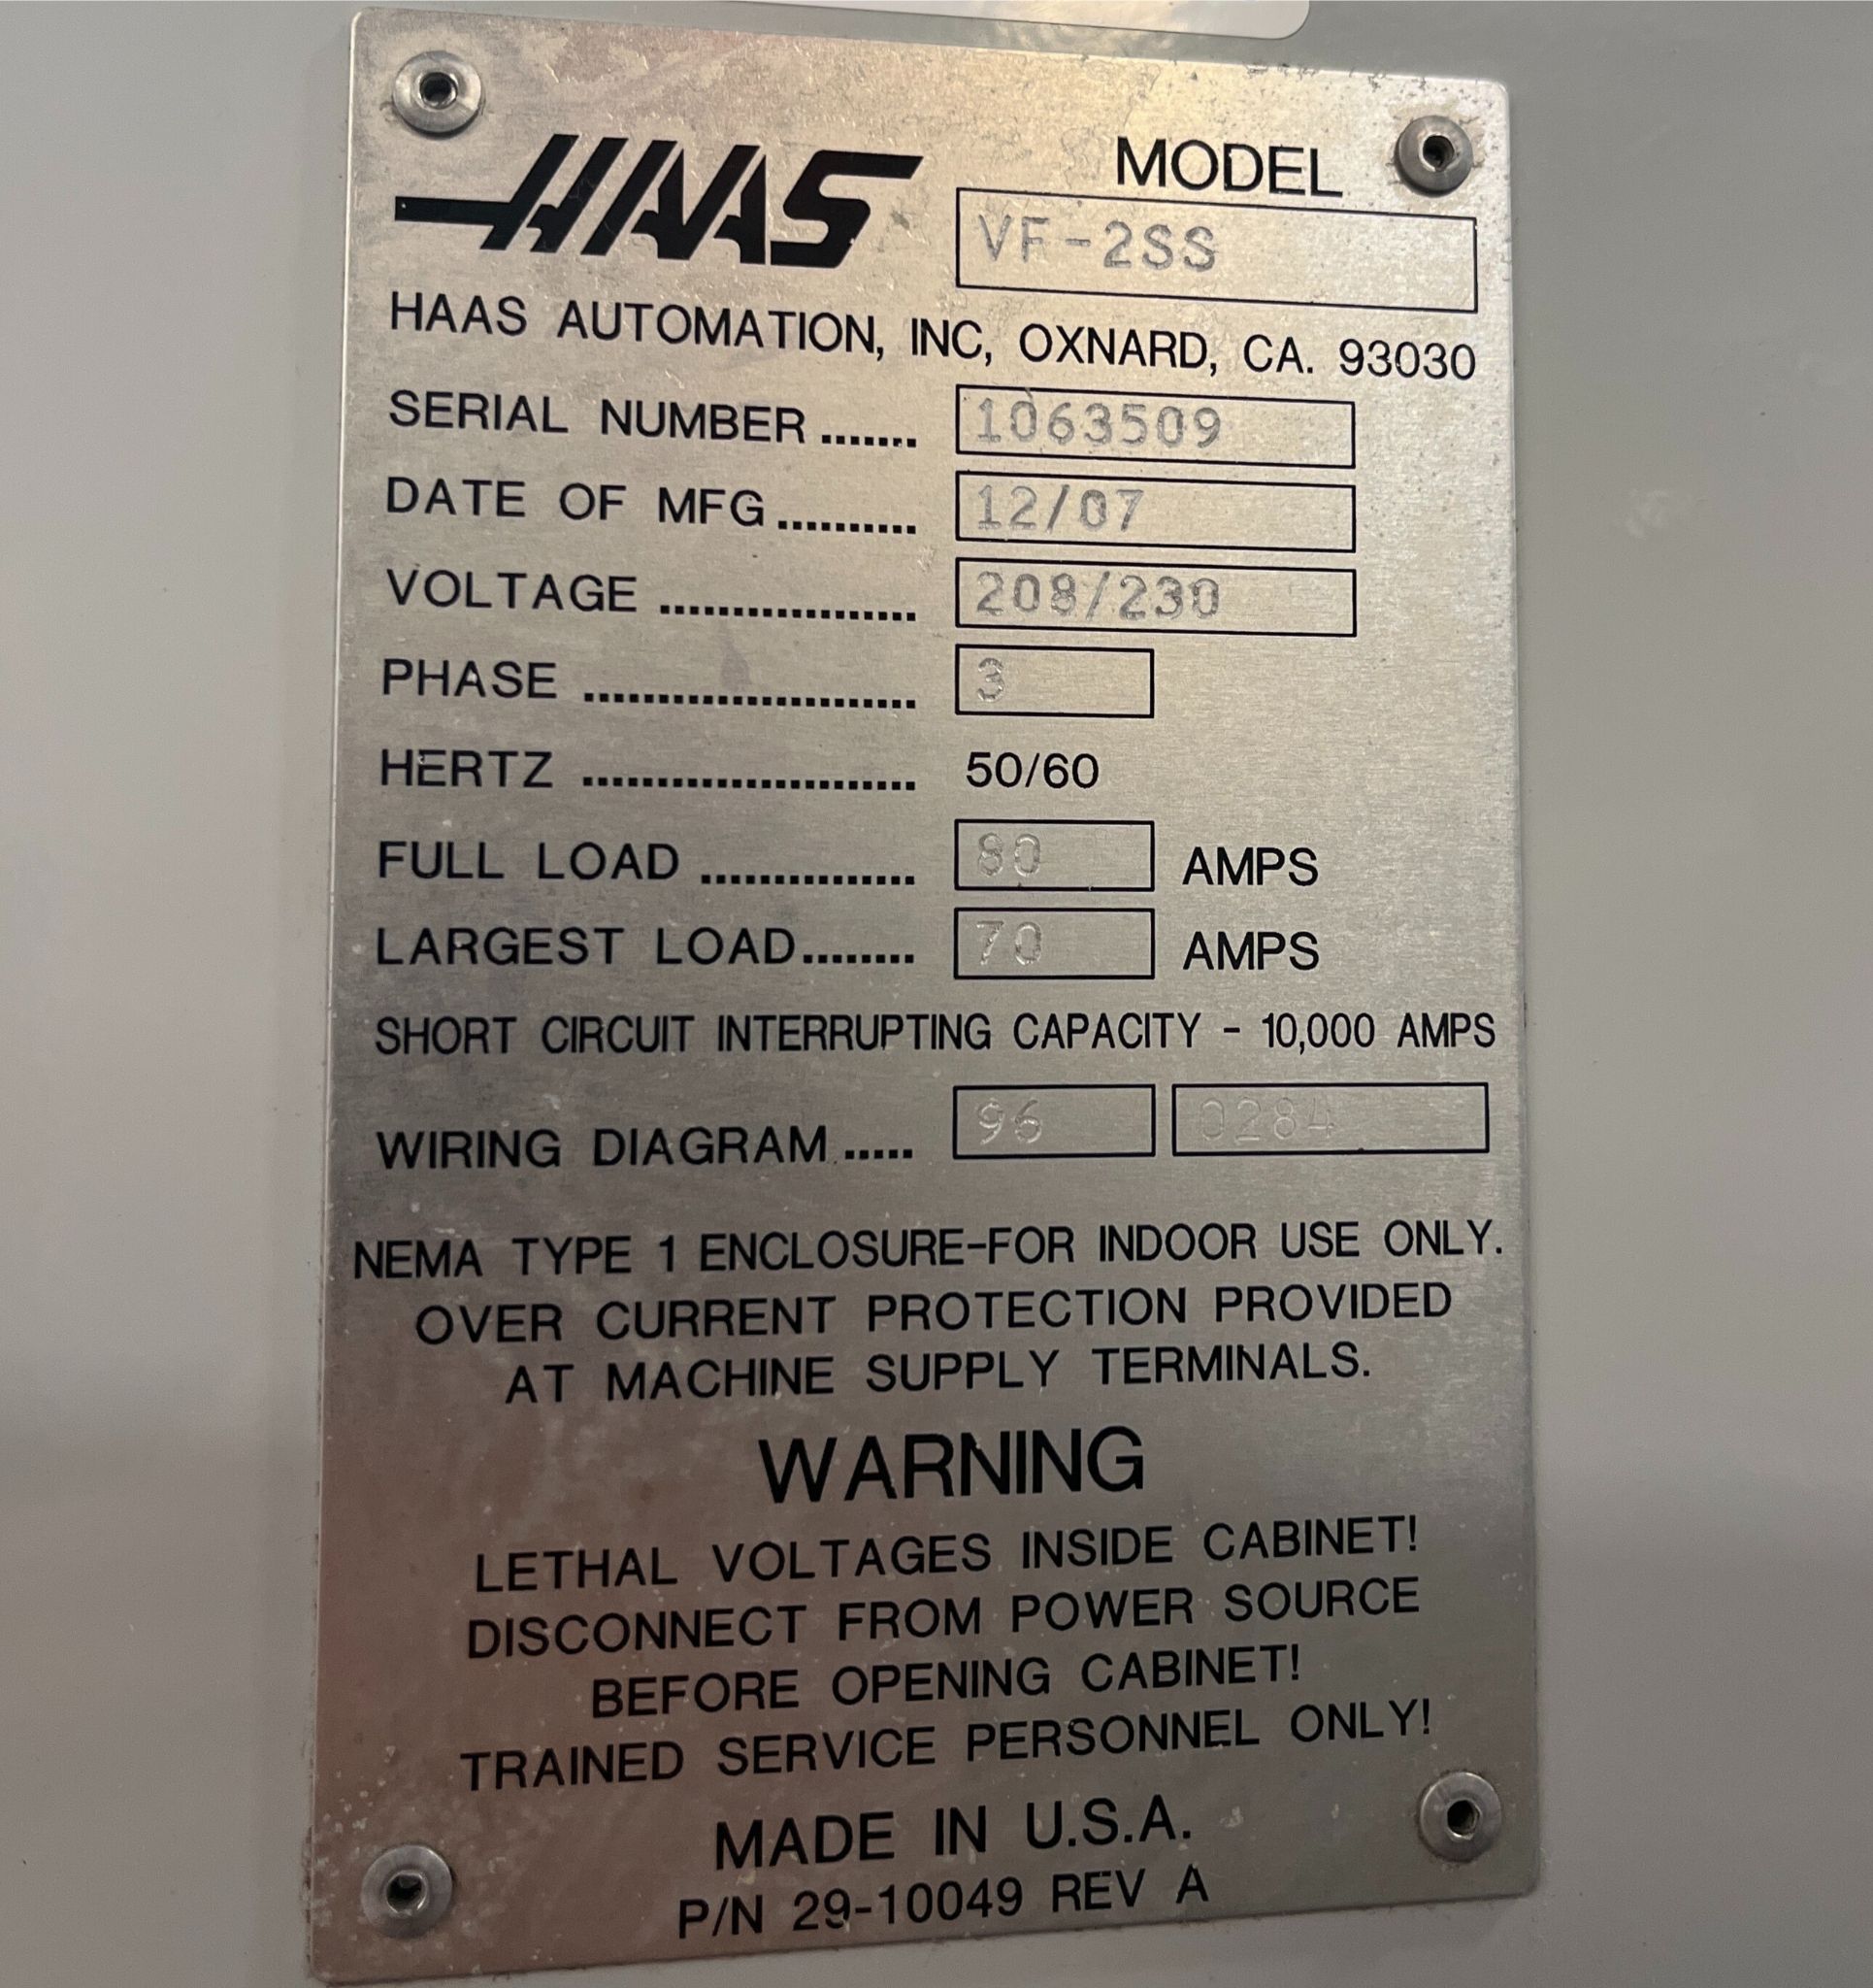 HAAS
MODEL
VF-2SS
HAAS AUTOMATION, INC, OXNARD, CA. 93030
SERIAL NUMBER ....... 1063509
DATE OF MFG .......... 12/07
VOLTAGE .................. 208/230
PHASE ....................... 3
HERTZ ....................... 50/60
FULL LOAD ............... 80 AMPS
LARGEST LOAD........ 70 AMPS
SHORT CIRCUIT INTERRUPTING CAPACITY - 10,000 AMPS
WIRING DIAGRAM ..... 96 0284
NEMA TYPE 1 ENCLOSURE-FOR INDOOR USE ONLY.
OVER CURRENT PROTECTION PROVIDED
AT MACHINE SUPPLY TERMINALS.
WARNING
LETHAL VOLTAGES INSIDE CABINET!
DISCONNECT FROM POWER SOURCE
BEFORE OPENING CABINET!
TRAINED SERVICE PERSONNEL ONLY!
MADE IN U.S.A.
P/N 29-10049 REV A